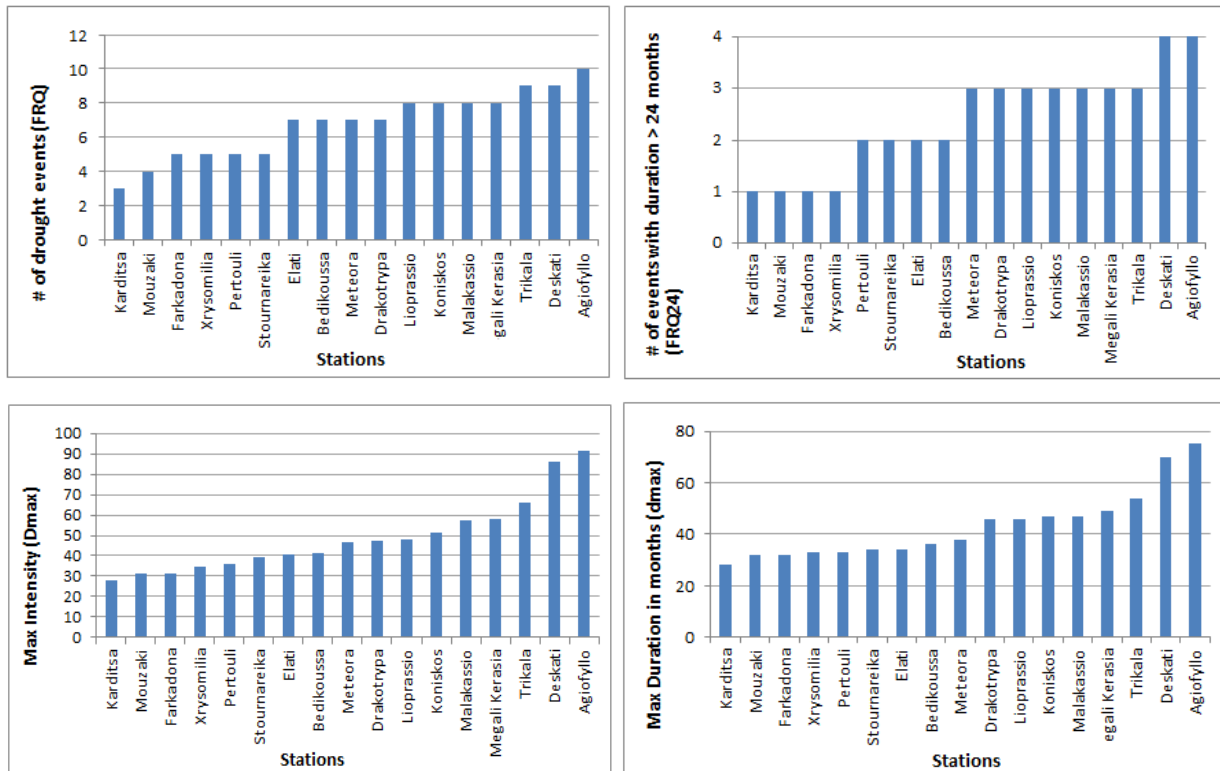 # of drought events (FRQ)
12
10
8
6
4
2
0
Karditsa
Mouzaki
Farkadona
Xrysomilia
Pertouli
Stournareika
Elati
Bedikoussa
Meteora
Drakotrypa
Lioprassio
Koniskos
Malakassio
gali Kerasia
Trikala
Deskati
Agiofyllo
Stations
# of events with duration > 24 months
(FRQ24)
4
3
2
1
0
Karditsa
Mouzaki
Farkadona
Xrysomilia
Pertouli
Stournareika
Elati
Bedikoussa
Meteora
Drakotrypa
Lioprassio
Koniskos
Malakassio
Megali Kerasia
Trikala
Deskati
Agiofyllo
Stations
Max Intensity (Dmax)
100
90
80
70
60
50
40
30
20
10
0
Karditsa
Mouzaki
Farkadona
Xrysomilia
Pertouli
Stournareika
Elati
Bedikoussa
Meteora
Drakotrypa
Lioprassio
Koniskos
Malakassio
Megali Kerasia
Trikala
Deskati
Agiofyllo
Stations
Max Duration in months (dmax)
80
60
40
20
0
Karditsa
Mouzaki
Farkadona
Xrysomilia
Pertouli
Stournareika
Elati
Bedikoussa
Meteora
Drakotrypa
Lioprassio
Koniskos
Malakassio
egali Kerasia
Trikala
Deskati
Agiofyllo
Stations